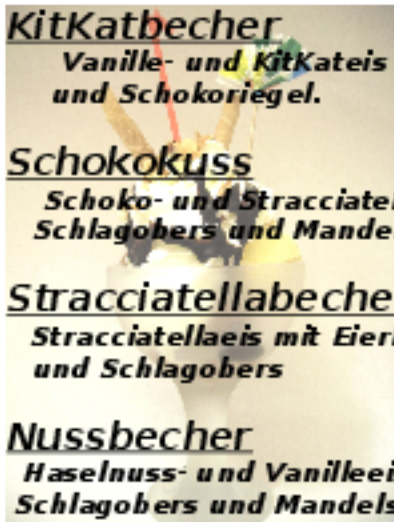 KitKatbecher
Vanille- und KitKateis
und Schokoriegel.
Schokokuss
Schoko- und Stracciatel
Schlagobers und Mande
Stracciatellabeche
Stracciatellaeis mit Eierl
und Schlagobers
Nussbecher
Haselnuss- und Vanilleei
Schlagobers und Mandels